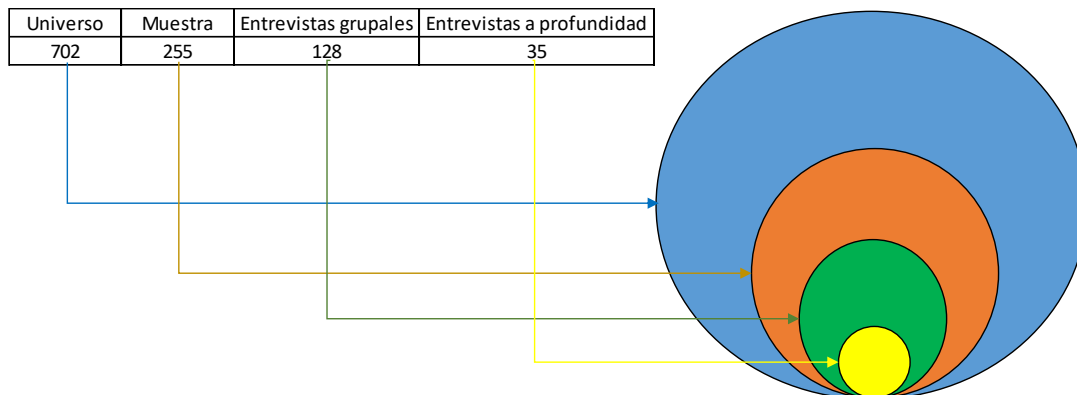 Universo Muestra Entrevistas grupales Entrevistas a profundidad
702 255 128 35